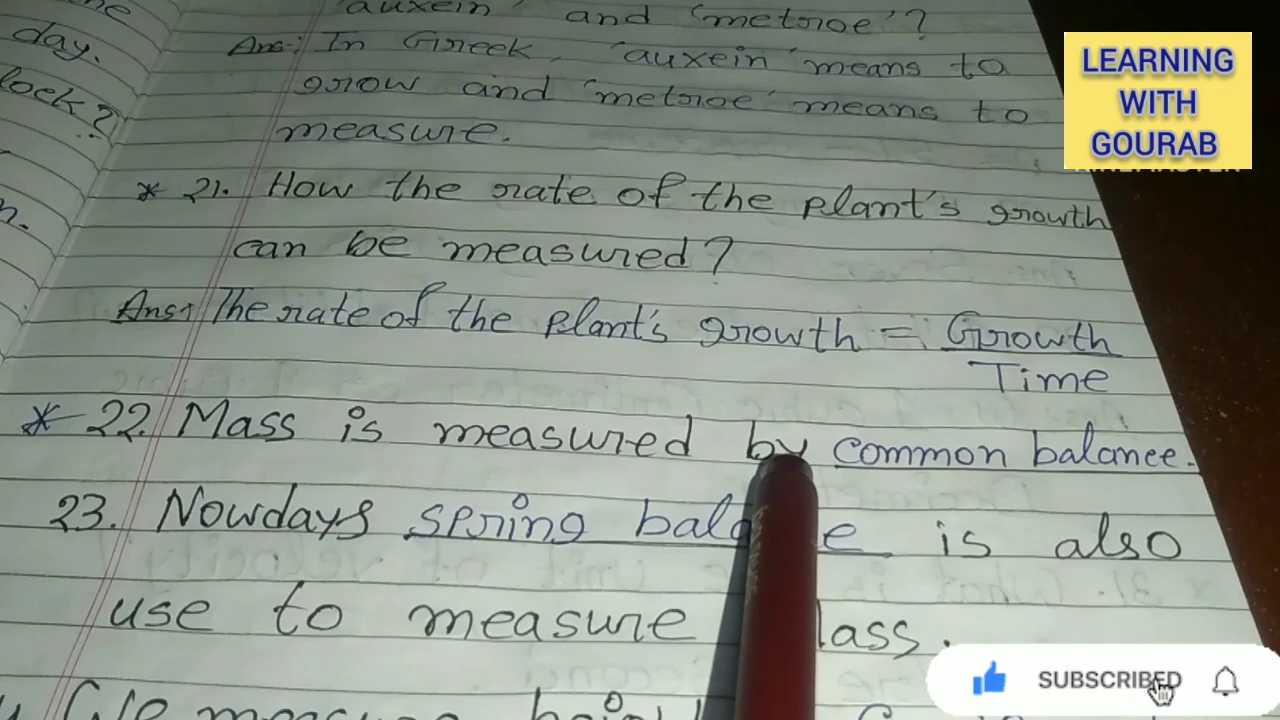 day.
lock?
n.
'auxein' and 'metroe'?
Ans: In Greek, 'auxein' means to
grow and 'metroe' means to
measure.
* 21. How the rate of the plant's growth
can be measured?
Ans: The rate of the plant's growth = Growth
Time
* 22. Mass is measured by common balance.
23. Nowdays spring bala e is also
use to measure lass.
LEARNING
WITH
GOURAB
SUBSCRIBED